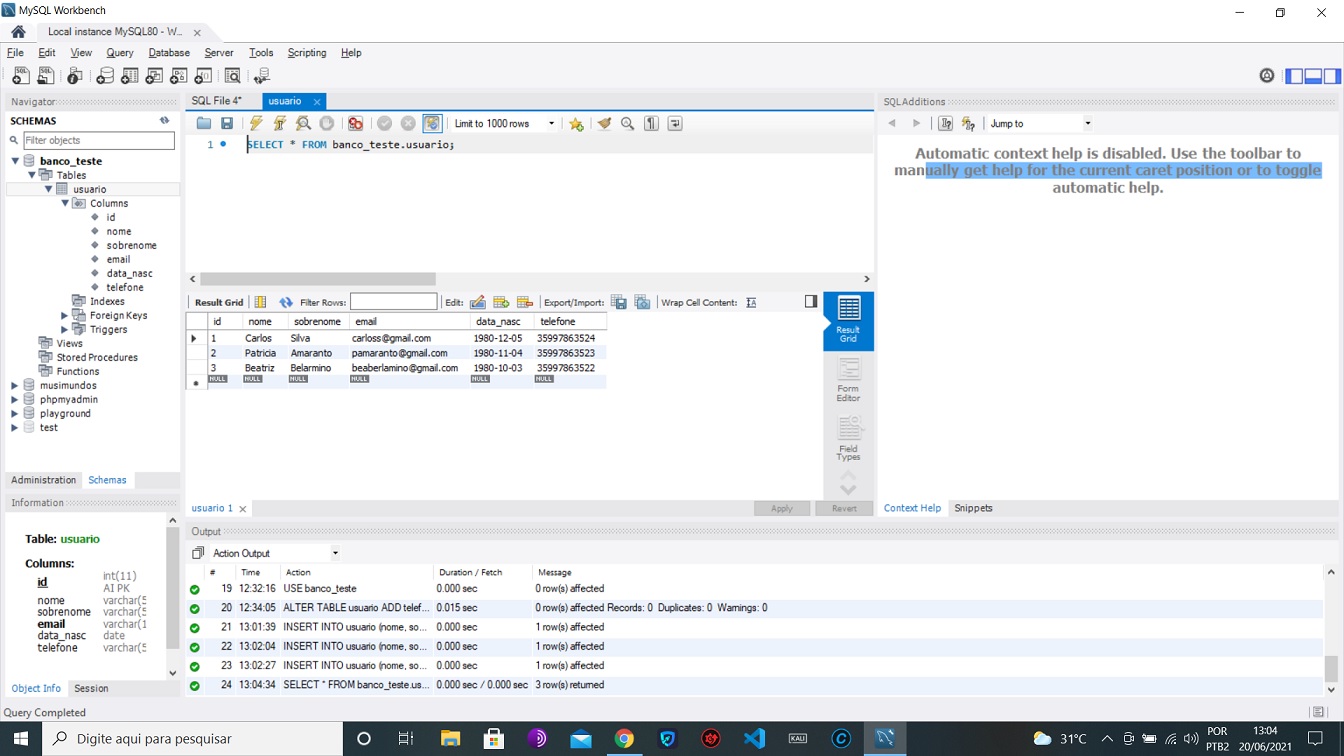 MySQL Workbench
Local instance MySQL80 - W...
File Edit View Query Database Server Tools Scripting Help
Navigator
SCHEMAS
Filter objects
banco_teste
Tables
usuario
Columns
id
nome
sobrenome
email
data_nasc
telefone
Indexes
Foreign Keys
Triggers
Views
Stored Procedures
Functions
musimundos
phpmyadmin
playground
test
Administration Schemas
Information
Table: usuario
Columns:
id int(11)
AI PK
nome varchar(5
sobrenome varchar(5
email varchar(1
data_nasc date
telefone varchar(5
Object Info Session
Query Completed
SQL File 4* usuario
Limit to 1000 rows
1 SELECT * FROM banco_teste.usuario;
Result Grid Filter Rows: Edit: Export/Import: Wrap Cell Content: IA
id nome sobrenome email data_nasc telefone
1 Carlos Silva carloss@gmail.com 1980-12-05 35997863524
2 Patricia Amaranto pamaranto@gmail.com 1980-11-04 35997863523
3 Beatriz Belarmino beaberlamino@gmail.com 1980-10-03 35997863522
NULL NULL NULL NULL NULL NULL
Result Grid
Form Editor
Field Types
usuario 1 Apply Revert
SQLAdditions
Jump to
Automatic context help is disabled. Use the toolbar to
manually get help for the current caret position or to toggle
automatic help.
Context Help Snippets
Output
Action Output
# Time Action Duration / Fetch Message
19 12:32:16 USE banco_teste 0.000 sec 0 row(s) affected
20 12:34:05 ALTER TABLE usuario ADD telef... 0.015 sec 0 row(s) affected Records: 0 Duplicates: 0 Warnings: 0
21 13:01:39 INSERT INTO usuario (nome, so... 0.000 sec 1 row(s) affected
22 13:02:04 INSERT INTO usuario (nome, so... 0.000 sec 1 row(s) affected
23 13:02:27 INSERT INTO usuario (nome, so... 0.000 sec 1 row(s) affected
24 13:04:34 SELECT * FROM banco_teste.us... 0.000 sec / 0.000 sec 3 row(s) returned
Digite aqui para pesquisar
KALI
31°C
POR
PTB2
13:04
20/06/2021